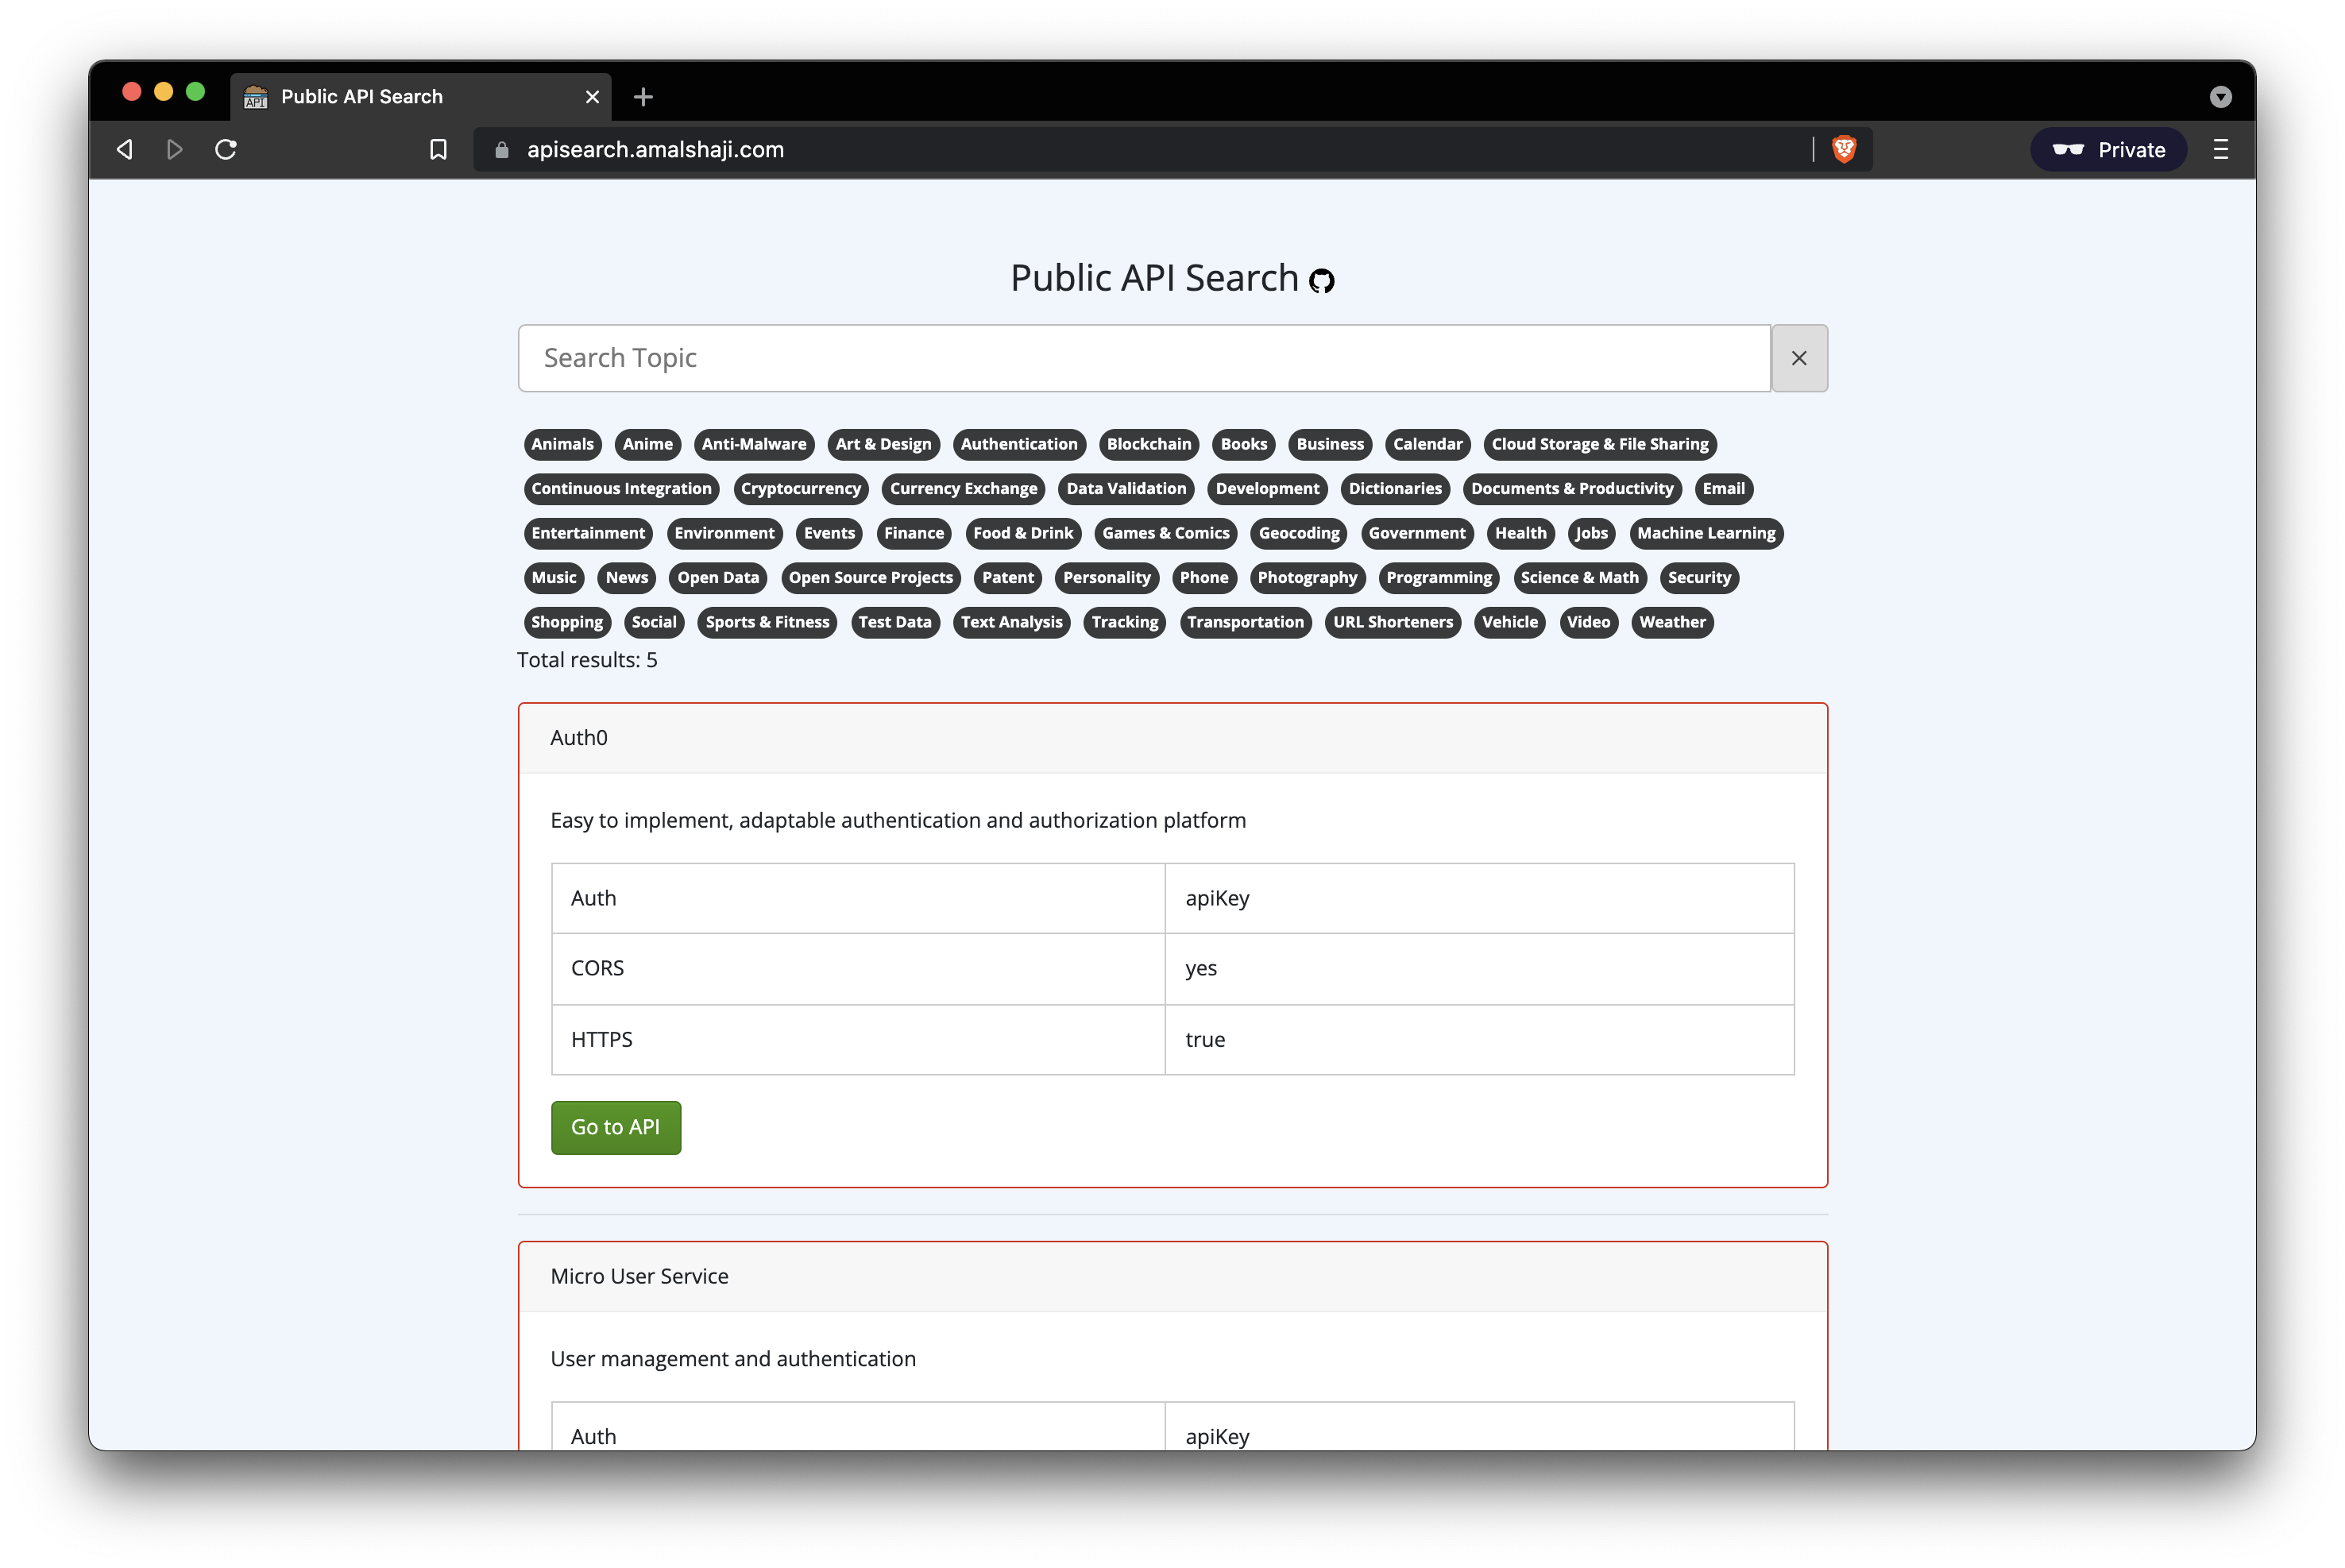 API Public API Search
apisearch.amalshaji.com Private
Public API Search
Search Topic
Animals Anime Anti-Malware Art & Design Authentication Blockchain Books Business Calendar Cloud Storage & File Sharing
Continuous Integration Cryptocurrency Currency Exchange Data Validation Development Dictionaries Documents & Productivity Email
Entertainment Environment Events Finance Food & Drink Games & Comics Geocoding Government Health Jobs Machine Learning
Music News Open Data Open Source Projects Patent Personality Phone Photography Programming Science & Math Security
Shopping Social Sports & Fitness Test Data Text Analysis Tracking Transportation URL Shorteners Vehicle Video Weather
Total results: 5
Auth0
Easy to implement, adaptable authentication and authorization platform
Auth apiKey
CORS yes
HTTPS true
Go to API
Micro User Service
User management and authentication
Auth apiKey